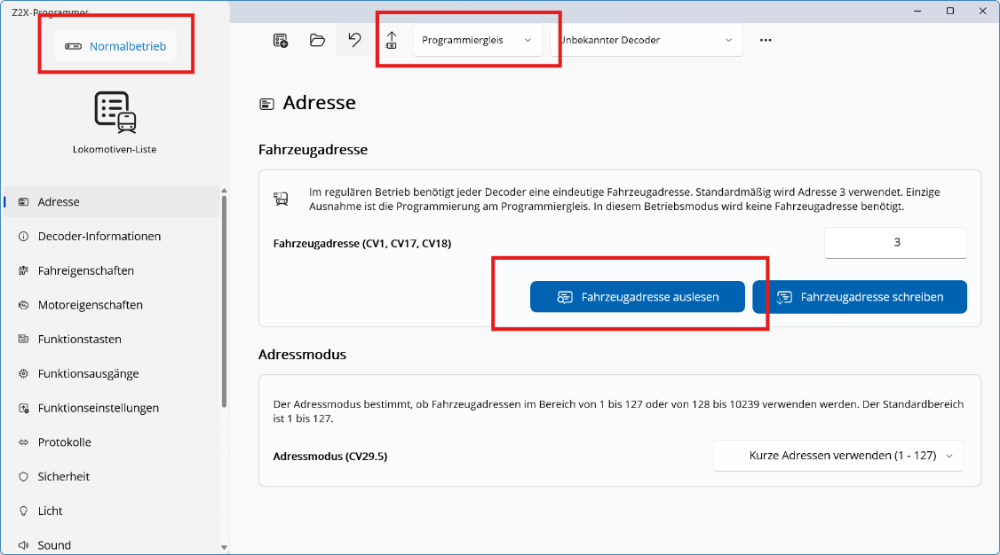 Z2X-Programmer
Normalbetrieb
Programmiergleis
Unbekannter Decoder
Lokomotiven-Liste
Adresse
Decoder-Informationen
Fahreigenschaften
Motoreigenschaften
Funktionstasten
Funktionsausgänge
Funktionseinstellungen
Protokolle
Sicherheit
Licht
Sound
Adresse
Fahrzeugadresse
Im regulären Betrieb benötigt jeder Decoder eine eindeutige Fahrzeugadresse. Standardmäßig wird Adresse 3 verwendet. Einzige
Ausnahme ist die Programmierung am Programmiergleis. In diesem Betriebsmodus wird keine Fahrzeugadresse benötigt.
Fahrzeugadresse (CV1, CV17, CV18)
3
Fahrzeugadresse auslesen
Fahrzeugadresse schreiben
Adressmodus
Der Adressmodus bestimmt, ob Fahrzeugadressen im Bereich von 1 bis 127 oder von 128 bis 10239 verwenden werden. Der Standardbereich
ist 1 bis 127.
Adressmodus (CV29.5)
Kurze Adressen verwenden (1 - 127)